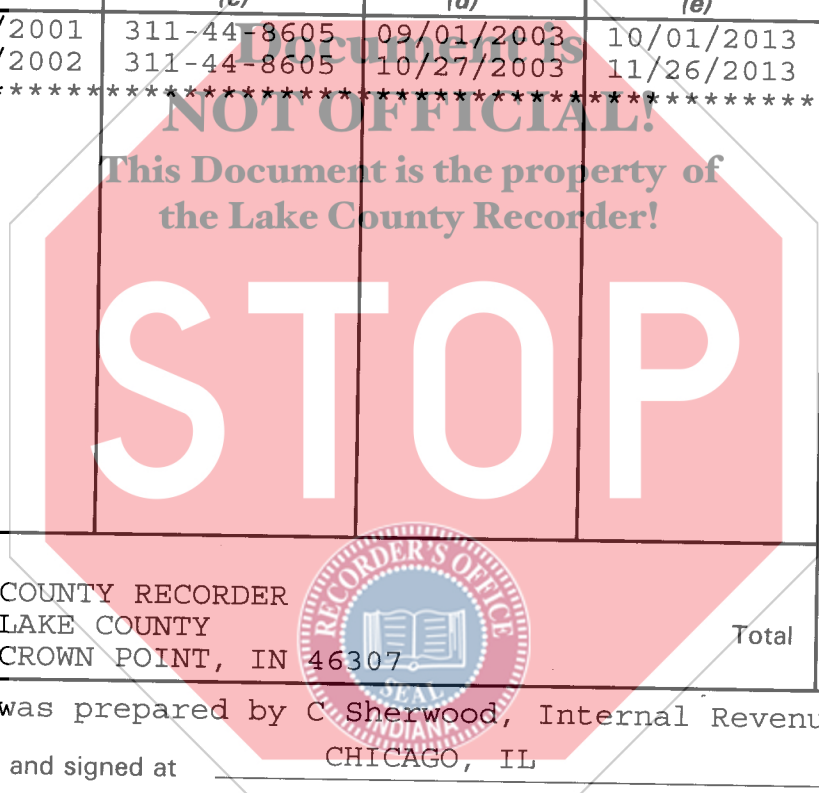 (c) (d) (e)
/2001 311-44-8605 09/01/2003 10/01/2013
/2002 311-44-8605 10/27/2003 11/26/2013
*******************************************
Document is
NOT OFFICIAL!
This Document is the property of
the Lake County Recorder!
STOP
RECORDER'S OFFICE
SEAL
INDIANA
COUNTY RECORDER
LAKE COUNTY
CROWN POINT, IN 46307
Total
was prepared by C Sherwood, Internal Revenu
and signed at CHICAGO, IL